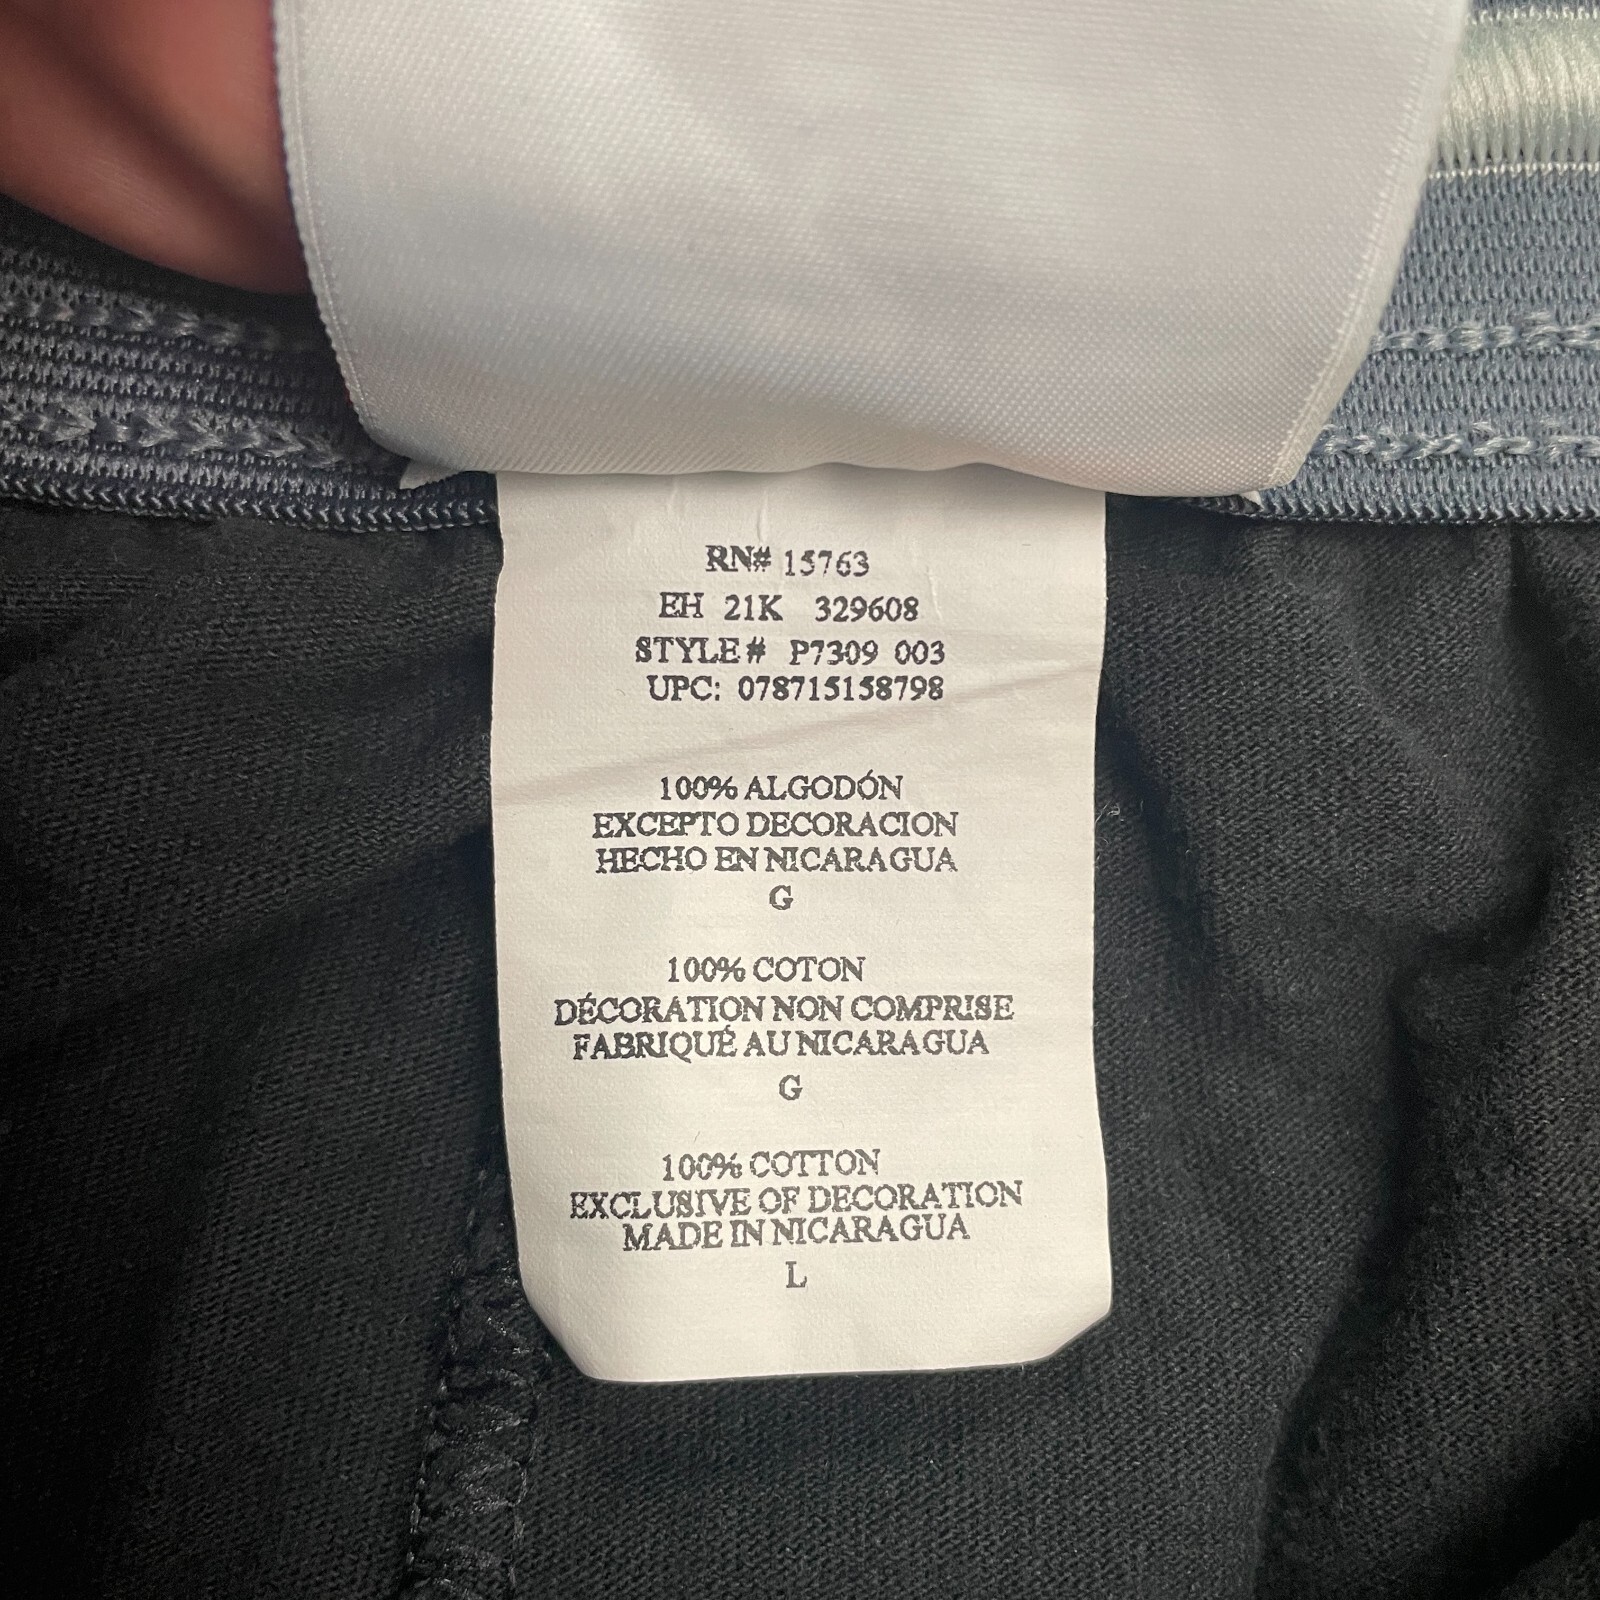 RN# 15763
EH 21K 329608
STYLE# P7309 003
UPC: 078715158798
100% ALGODÓN
EXCEPTO DECORACION
HECHO EN NICARAGUA
G
100% COTON
DÉCORATION NON COMPRISE
FABRIQUÉ AU NICARAGUA
G
100% COTTON
EXCLUSIVE OF DECORATION
MADE IN NICARAGUA
L